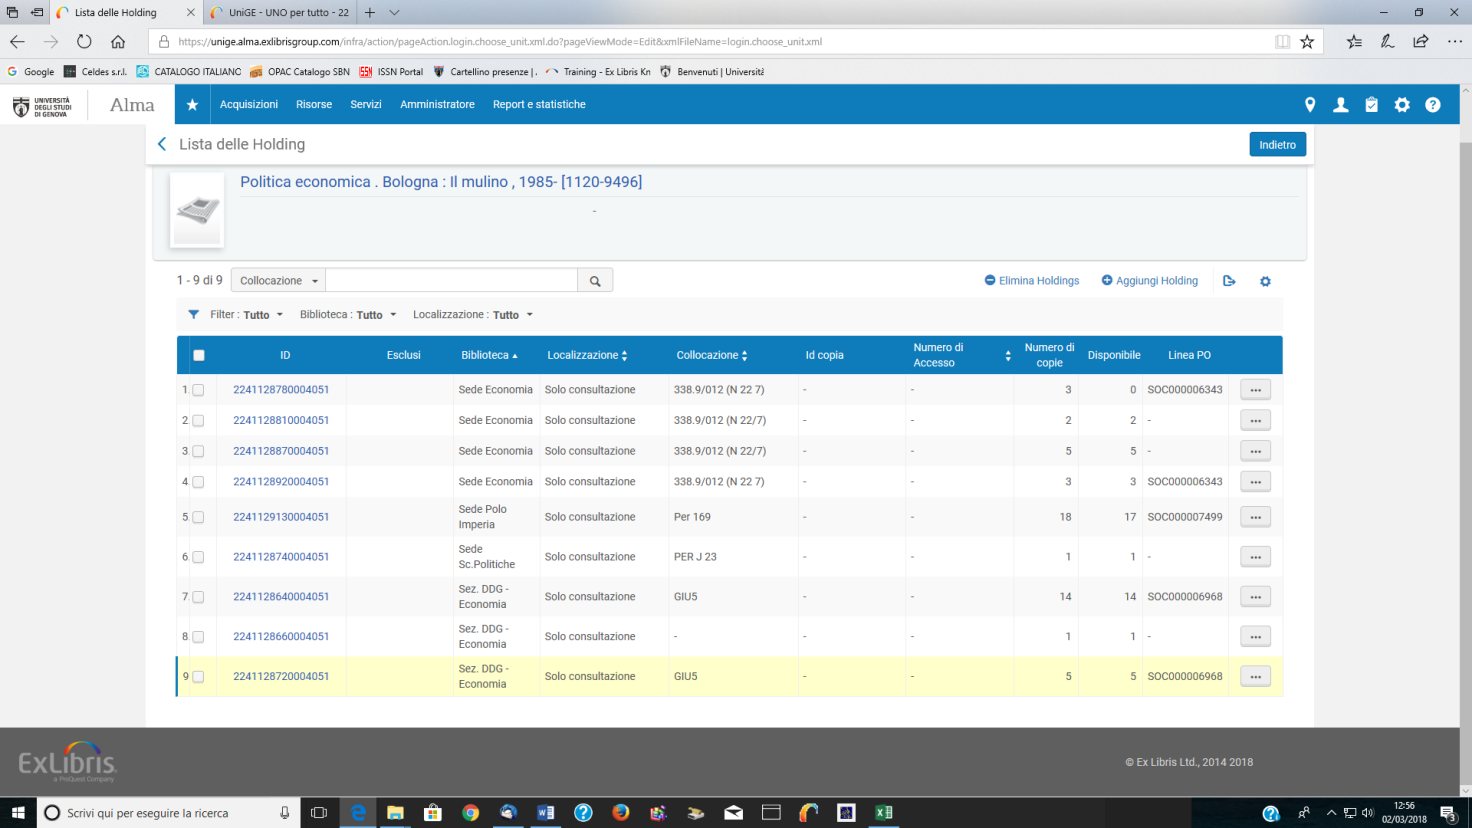 Lista delle Holding
UniGE - UNO per tutto - 22
https://unige.alma.exlibrisgroup.com/infra/action/pageAction.login.choose_unit.xml.do?pageViewMode=Edit&xmlFileName=login.choose_unit.xml
Google Celdes s.r.l. CATALOGO ITALIANO OPAC Catalogo SBN ISSN Portal Cartellino presenze | . Training - Ex Libris Kn Benvenuti | Università
UNIVERSITÀ
DEGLI STUDI
DI GENOVA
Alma Acquisizioni Risorse Servizi Amministratore Report e statistiche
Lista delle Holding Indietro
Politica economica . Bologna : Il mulino , 1985- [1120-9496]
-
1 - 9 di 9 Collocazione Elimina Holdings Aggiungi Holding
Filter : Tutto Biblioteca : Tutto Localizzazione : Tutto
ID Esclusi Biblioteca Localizzazione Collocazione Id copia Numero di Accesso Numero di copie Disponibile Linea PO
1 2241128780004051 Sede Economia Solo consultazione 338.9/012 (N 22 7) - - 3 0 SOC000006343 ...
2 2241128810004051 Sede Economia Solo consultazione 338.9/012 (N 22/7) - - 2 2 - ...
3 2241128870004051 Sede Economia Solo consultazione 338.9/012 (N 22/7) - - 5 5 - ...
4 2241128920004051 Sede Economia Solo consultazione 338.9/012 (N 22 7) - - 3 3 SOC000006343 ...
5 2241129130004051 Sede Polo Imperia Solo consultazione Per 169 - - 18 17 SOC000007499 ...
6 2241128740004051 Sede Sc.Politiche Solo consultazione PER J 23 - - 1 1 - ...
7 2241128640004051 Sez. DDG - Economia Solo consultazione GIU5 - - 14 14 SOC000006968 ...
8 2241128660004051 Sez. DDG - Economia Solo consultazione - - - 1 1 - ...
9 2241128720004051 Sez. DDG - Economia Solo consultazione GIU5 - - 5 5 SOC000006968 ...
ExLibris
a ProQuest Company
© Ex Libris Ltd., 2014 2018
Scrivi qui per eseguire la ricerca
12:56
02/03/2018
3